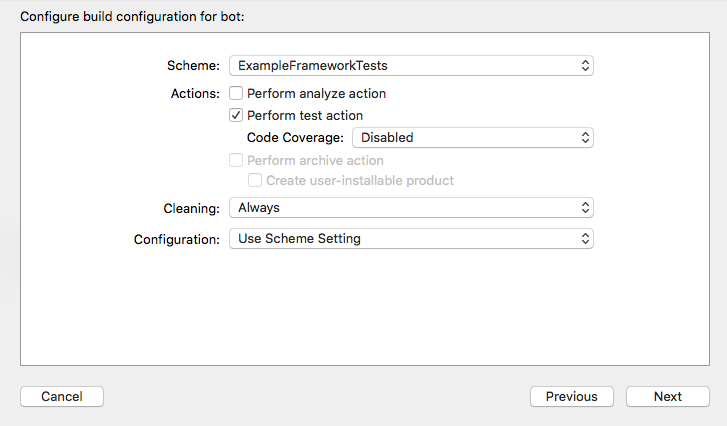 Configure build configuration for bot:
Scheme: ExampleFrameworkTests
Actions: Perform analyze action
Perform test action
Code Coverage: Disabled
Perform archive action
Create user-installable product
Cleaning: Always
Configuration: Use Scheme Setting
Cancel Previous Next